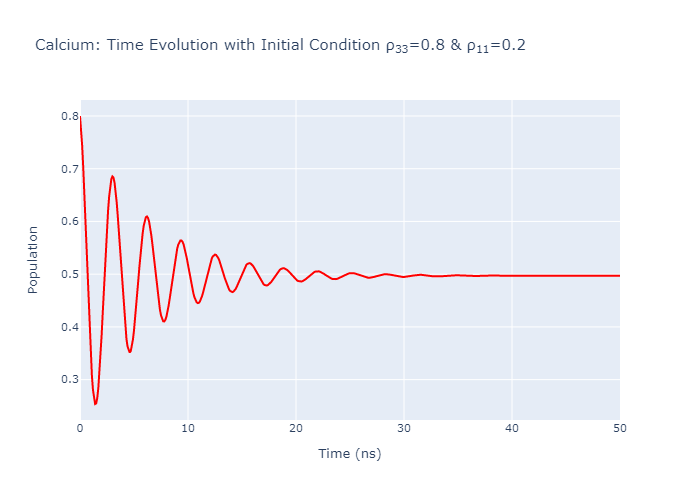 Calcium: Time Evolution with Initial Condition ρ₃₃=0.8 & ρ₁₁=0.2
0.8
0.7
0.6
0.5
0.4
0.3
Population
0 10 20 30 40 50
Time (ns)